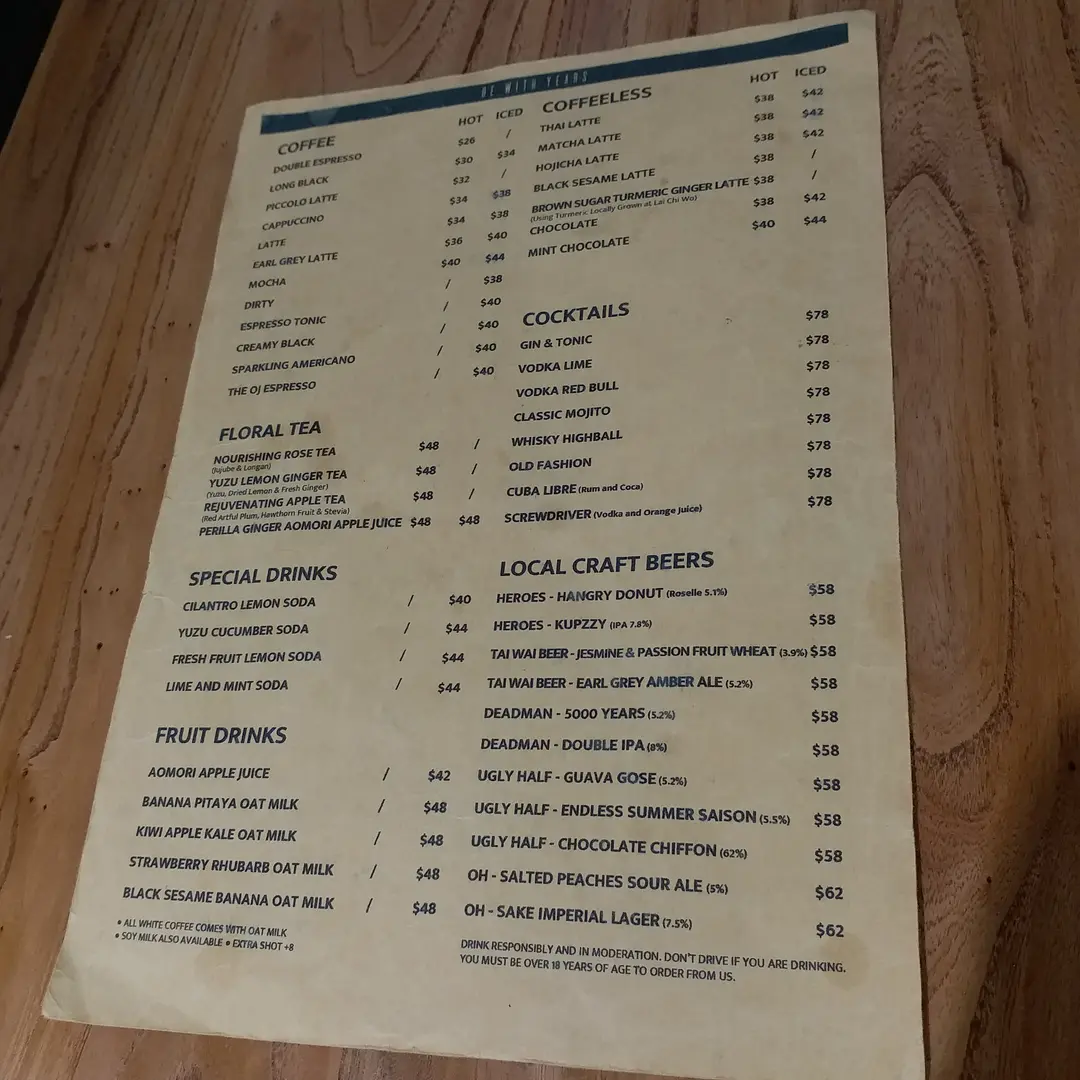 BE WITH YEARS
COFFEE HOT ICED
DOUBLE ESPRESSO $26 /
LONG BLACK $30 $34
PICCOLO LATTE $32 /
CAPPUCCINO $34 $38
LATTE $34 $38
EARL GREY LATTE $36 $40
MOCHA $40 $44
DIRTY / $38
ESPRESSO TONIC / $40
CREAMY BLACK / $40
SPARKLING AMERICANO / $40
THE OJ ESPRESSO / $40
FLORAL TEA
NOURISHING ROSE TEA $48 /
(Jujube & Longan)
YUZU LEMON GINGER TEA $48 /
(Yuzu, Dried Lemon & Fresh Ginger)
REJUVENATING APPLE TEA $48 /
(Red Artful Plum, Hawthorn Fruit & Stevia)
PERILLA GINGER AOMORI APPLE JUICE $48 $48
SPECIAL DRINKS
CILANTRO LEMON SODA / $40
YUZU CUCUMBER SODA / $44
FRESH FRUIT LEMON SODA / $44
LIME AND MINT SODA / $44
FRUIT DRINKS
AOMORI APPLE JUICE / $42
BANANA PITAYA OAT MILK / $48
KIWI APPLE KALE OAT MILK / $48
STRAWBERRY RHUBARB OAT MILK / $48
BLACK SESAME BANANA OAT MILK / $48
• ALL WHITE COFFEE COMES WITH OAT MILK
• SOY MILK ALSO AVAILABLE • EXTRA SHOT +8
COFFEELESS HOT ICED
THAI LATTE $38 $42
MATCHA LATTE $38 $42
HOJICHA LATTE $38 $42
BLACK SESAME LATTE $38 /
BROWN SUGAR TURMERIC GINGER LATTE $38 /
(Using Turmeric Locally Grown at Lai Chi Wo)
CHOCOLATE $38 $42
MINT CHOCOLATE $40 $44
COCKTAILS
GIN & TONIC $78
VODKA LIME $78
VODKA RED BULL $78
CLASSIC MOJITO $78
WHISKY HIGHBALL $78
OLD FASHION $78
CUBA LIBRE (Rum and Coca) $78
SCREWDRIVER (Vodka and Orange Juice) $78
LOCAL CRAFT BEERS
HEROES - HANGRY DONUT (Roselle 5.1%) $58
HEROES - KUPZZY (IPA 7.8%) $58
TAI WAI BEER - JESMINE & PASSION FRUIT WHEAT (3.9%) $58
TAI WAI BEER - EARL GREY AMBER ALE (5.2%) $58
DEADMAN - 5000 YEARS (5.2%) $58
DEADMAN - DOUBLE IPA (8%) $58
UGLY HALF - GUAVA GOSE (5.2%) $58
UGLY HALF - ENDLESS SUMMER SAISON (5.5%) $58
UGLY HALF - CHOCOLATE CHIFFON (62%) $58
OH - SALTED PEACHES SOUR ALE (5%) $62
OH - SAKE IMPERIAL LAGER (7.5%) $62
DRINK RESPONSIBLY AND IN MODERATION. DON'T DRIVE IF YOU ARE DRINKING.
YOU MUST BE OVER 18 YEARS OF AGE TO ORDER FROM US.